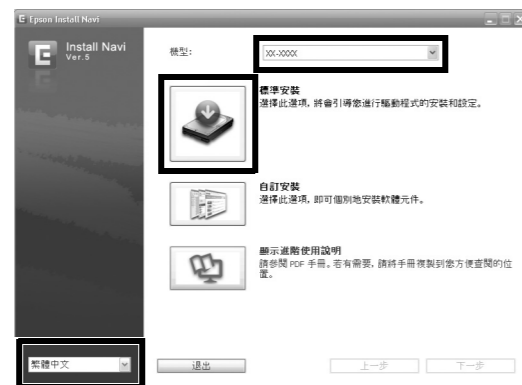 Epson Install Navi
Install Navi
Ver.5
機型:
XX-XXXX
標準安裝
選擇此選項, 將會引導您進行驅動程式的安裝和設定。
自訂安裝
選擇此選項, 即可個別地安裝軟體元件。
顯示進階使用說明
請參閱 PDF 手冊。若有需要, 請將手冊複製到您方便查閱的位
置。
繁體中文
退出
上一步
下一步